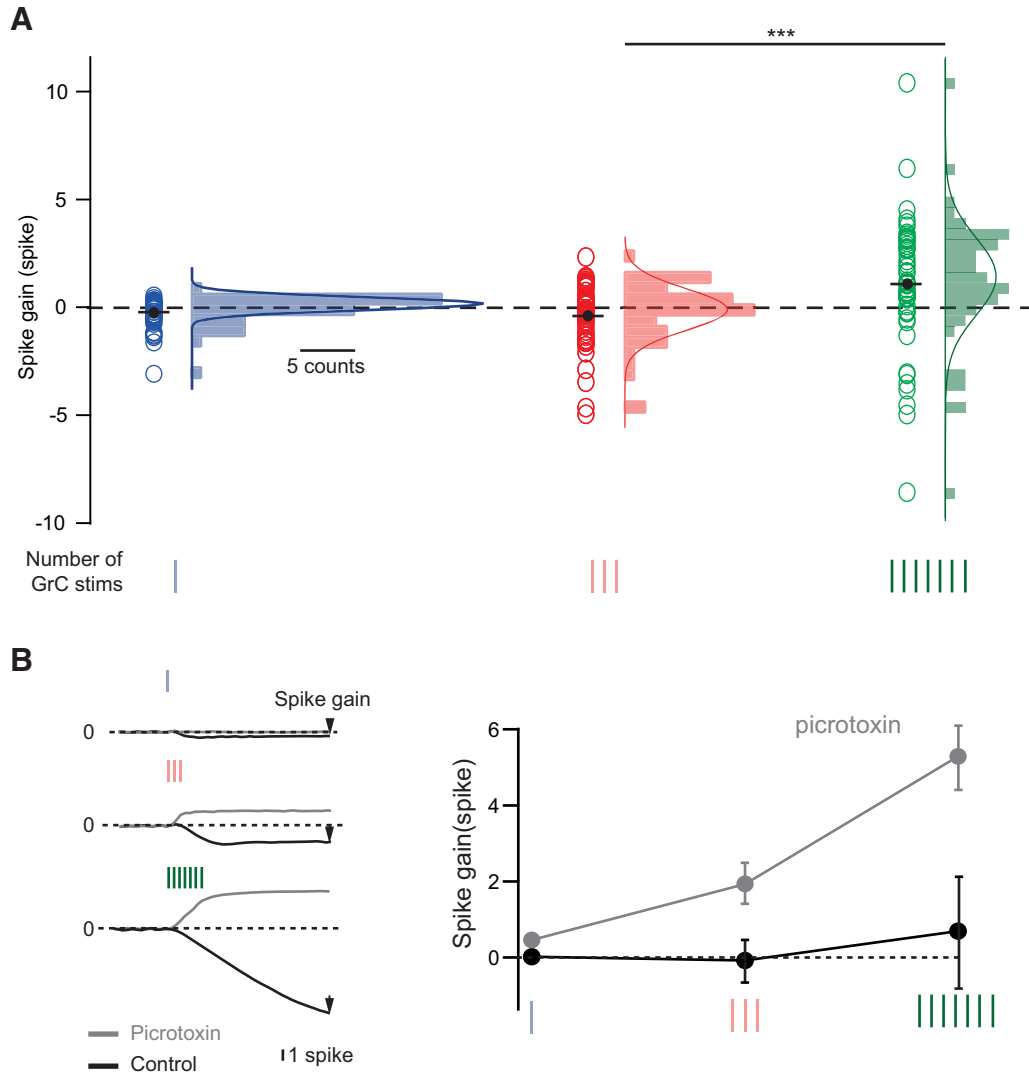 A
***
10
5
0
-5
-10
Spike gain (spike)
5 counts
Number of
GrC stims
B
Spike gain
0
0
0
Picrotoxin
Control
1 spike
picrotoxin
6
4
2
0
Spike gain(spike)